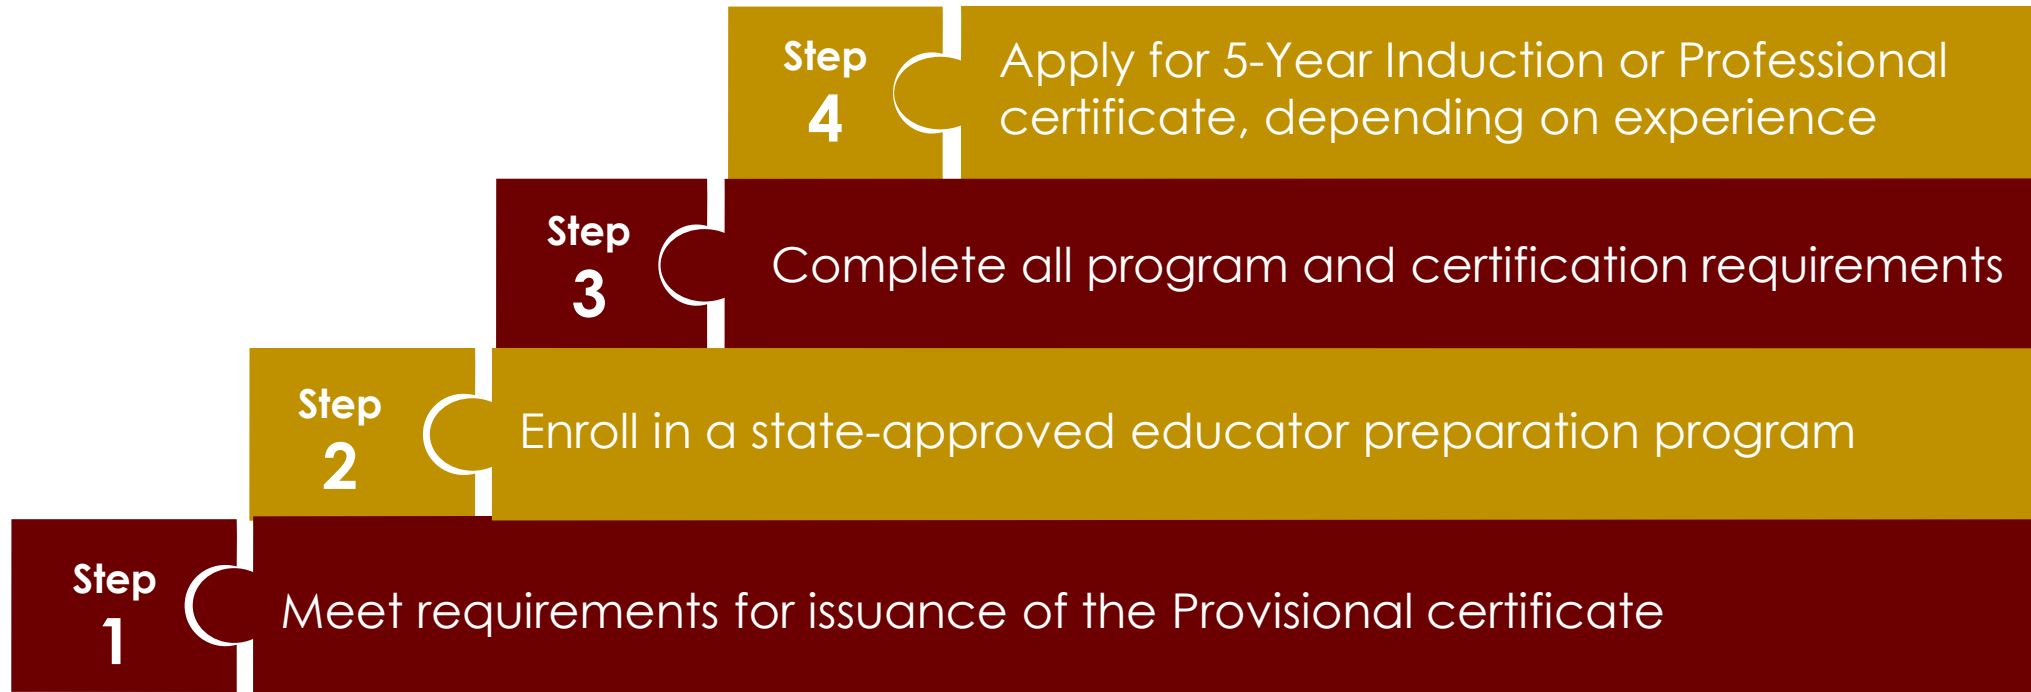 Step
4
Apply for 5-Year Induction or Professional
certificate, depending on experience
Step
3
Complete all program and certification requirements
Step
2
Enroll in a state-approved educator preparation program
Step
1
Meet requirements for issuance of the Provisional certificate